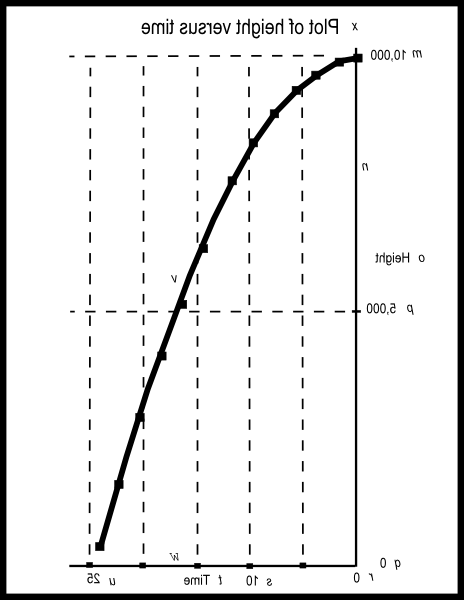 Plot of height versus time
x
m 10,000
n
o Height
p 5,000
v
q 0
w
r 0
s 10
t Time
u 25